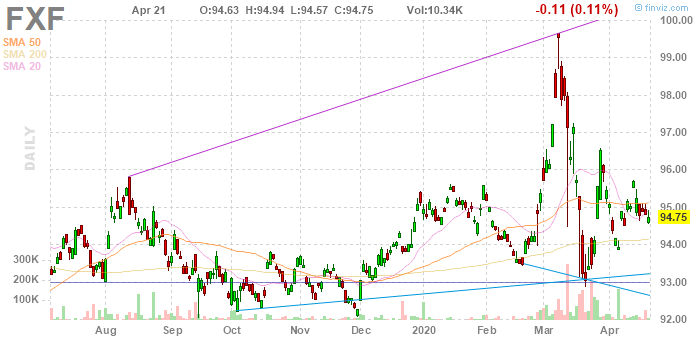 FXF
Apr 21 O:94.63 H:94.94 L:94.57 C:94.75 Vol:10.34K -0.11 (0.11%)
© finviz.com
SMA 50
SMA 200
SMA 20
DAILY
100.00
99.00
98.00
97.00
96.00
95.00
94.75
94.00
93.00
92.00
300K
200K
100K
Aug Sep Oct Nov Dec 2020 Feb Mar Apr